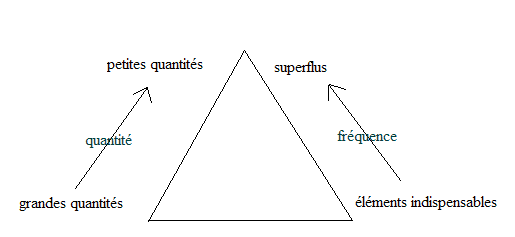 petites quantités
superflus
quantité
fréquence
grandes quantités
éléments indispensables